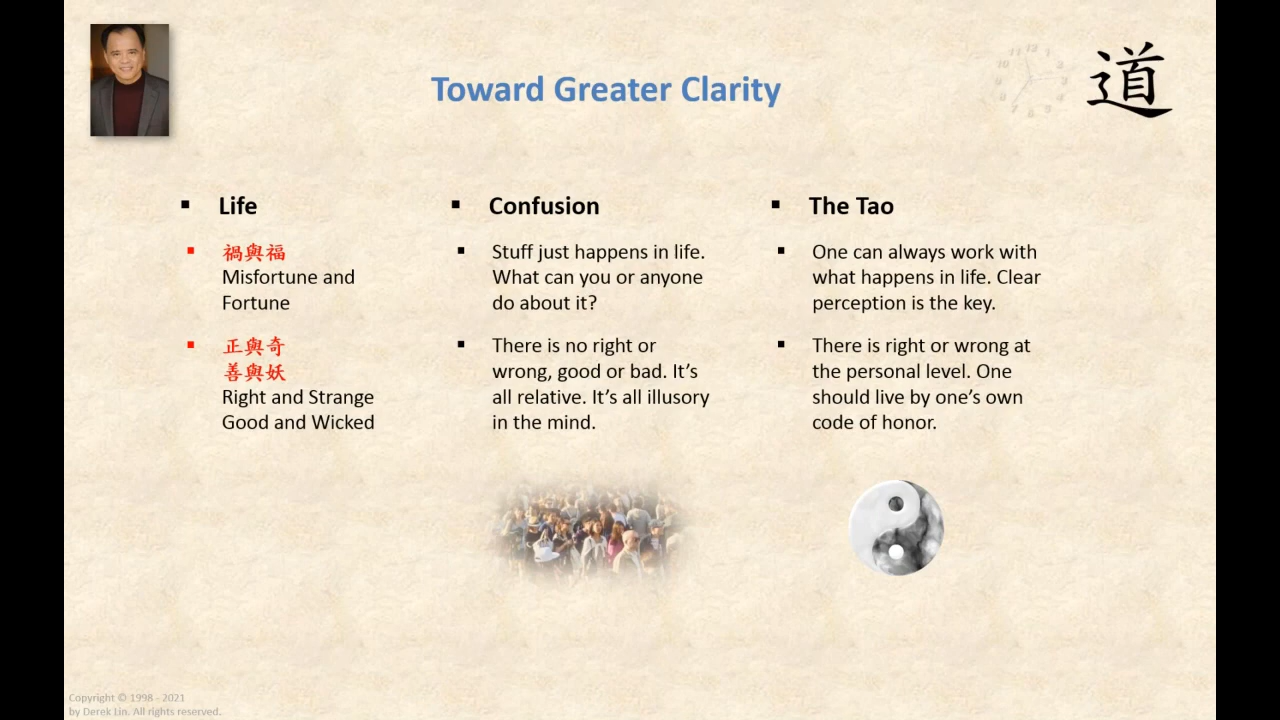 Toward Greater Clarity
道
Life
禍與福
Misfortune and
Fortune
正與奇
善與妖
Right and Strange
Good and Wicked
Confusion
Stuff just happens in life.
What can you or anyone
do about it?
There is no right or
wrong, good or bad. It’s
all relative. It’s all illusory
in the mind.
The Tao
One can always work with
what happens in life. Clear
perception is the key.
There is right or wrong at
the personal level. One
should live by one’s own
code of honor.
Copyright © 1998 - 2021
by Derek Lin. All rights reserved.